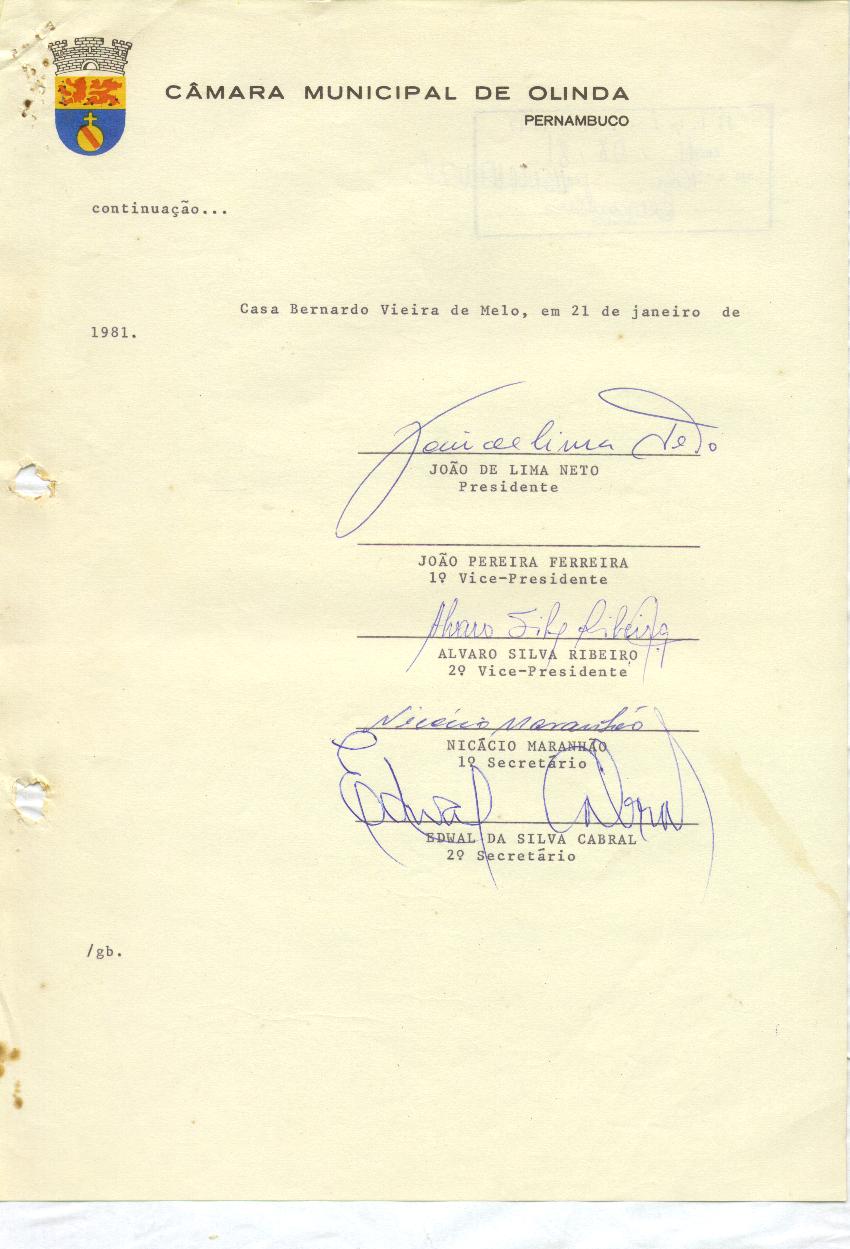 CÂMARA MUNICIPAL DE OLINDA
PERNAMBUCO
continuação...
Casa Bernardo Vieira de Melo, em 21 de janeiro de
1981.
João de Lima Neto
JOÃO DE LIMA NETO
Presidente
JOÃO PEREIRA FERREIRA
1º Vice-Presidente
Alvaro Silva Ribeiro
ALVARO SILVA RIBEIRO
2º Vice-Presidente
Nicácio Maranhão
NICÁCIO MARANHÃO
1º Secretário
Edwal Cabral
EDWAL DA SILVA CABRAL
2º Secretário
/gb.